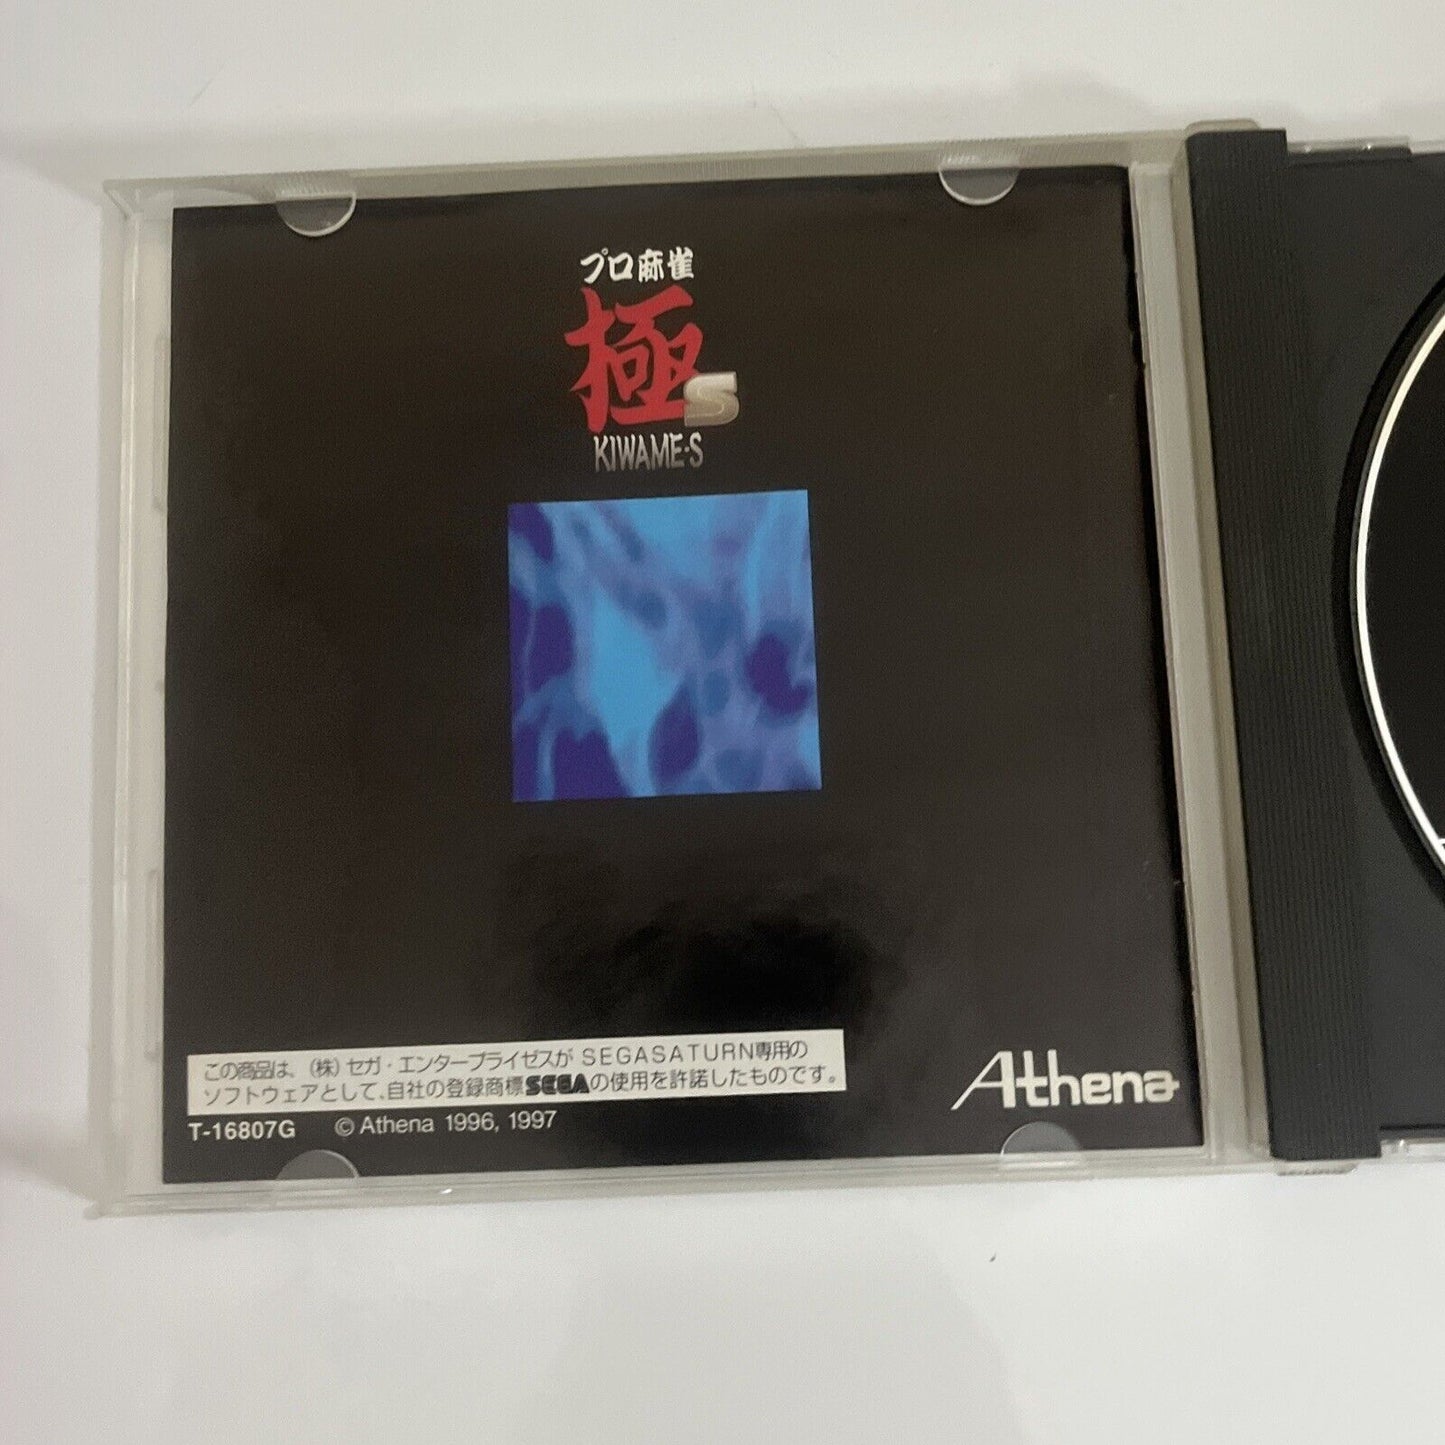 プロ麻雀
極S
KIWAME·S
この商品は、(株)セガ・エンタープライゼスが SEGASATURN専用の
ソフトウェアとして、自社の登録商標SEGAの使用を許諾したものです。
T-16807G © Athena 1996, 1997
Athena